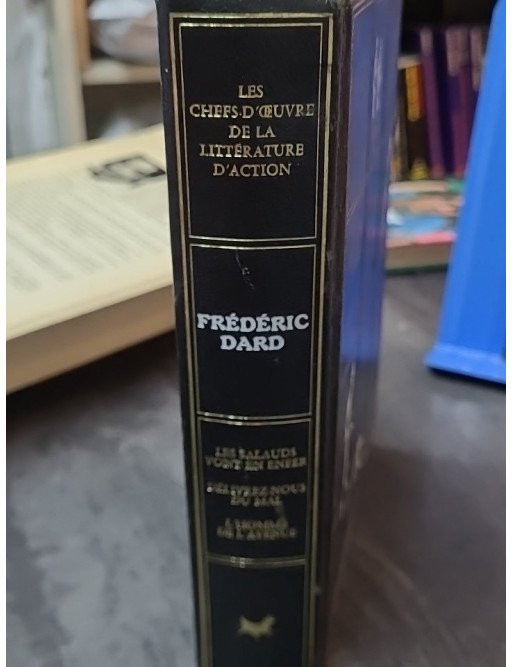 LES
CHEFS-D'ŒUVRE
DE LA
LITTÉRATURE
D'ACTION
FRÉDÉRIC
DARD
LES SALAUDS
VONT EN ENFER
DÉLIVREZ-NOUS
DU MAL
L'HOMME
DE L'AVENUE